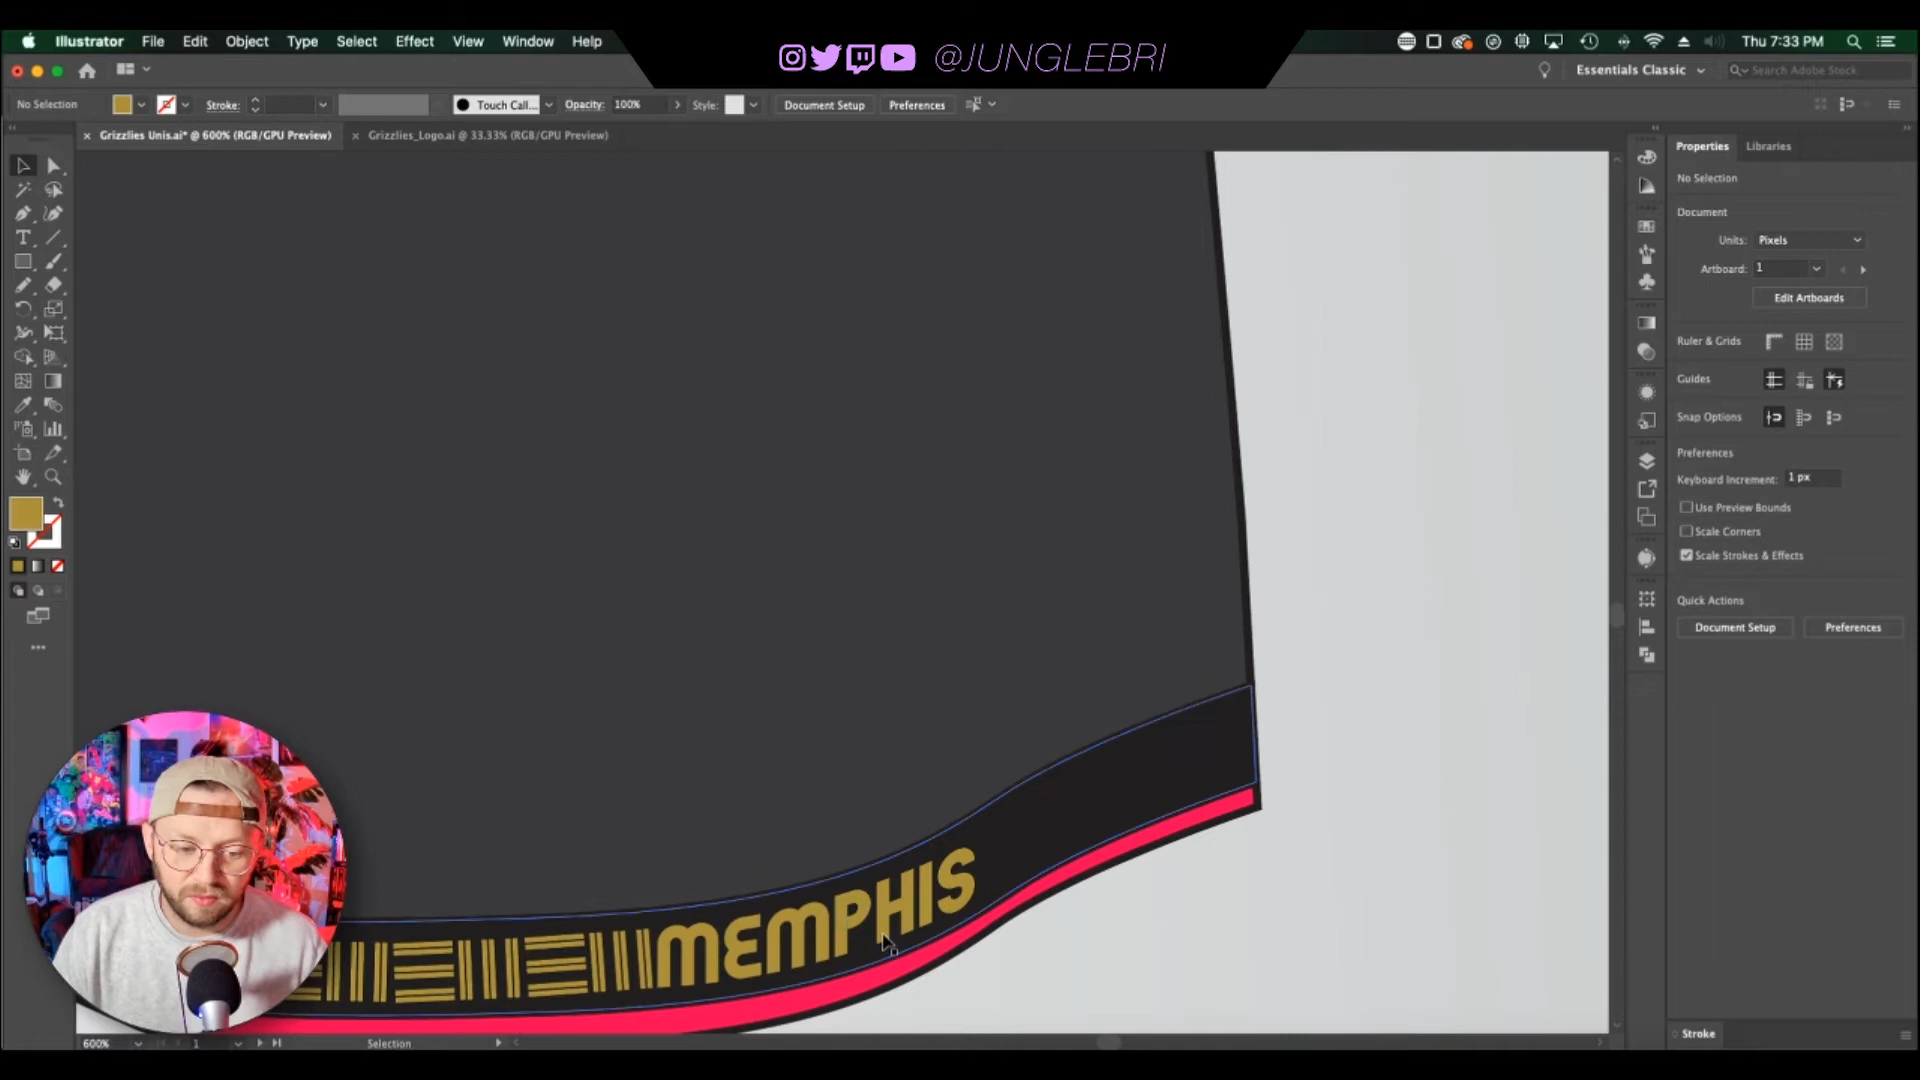 Illustrator File Edit Object Type Select Effect View Window Help
@JUNGLEBRI
Thu 7:33 PM
Essentials Classic
Search Adobe Stock
No Selection
Stroke:
Touch Call...
Opacity: 100%
Style:
Document Setup
Preferences
× Grizzlies Unis.ai* @ 600% (RGB/GPU Preview)
× Grizzlies_Logo.ai @ 33.33% (RGB/GPU Preview)
Properties Libraries
No Selection
Document
Units: Pixels
Artboard: 1
Edit Artboards
Ruler & Grids
Guides
Snap Options
Preferences
Keyboard Increment: 1 px
Use Preview Bounds
Scale Corners
Scale Strokes & Effects
Quick Actions
Document Setup Preferences
MEMPHIS
Stroke
600% 1 Selection